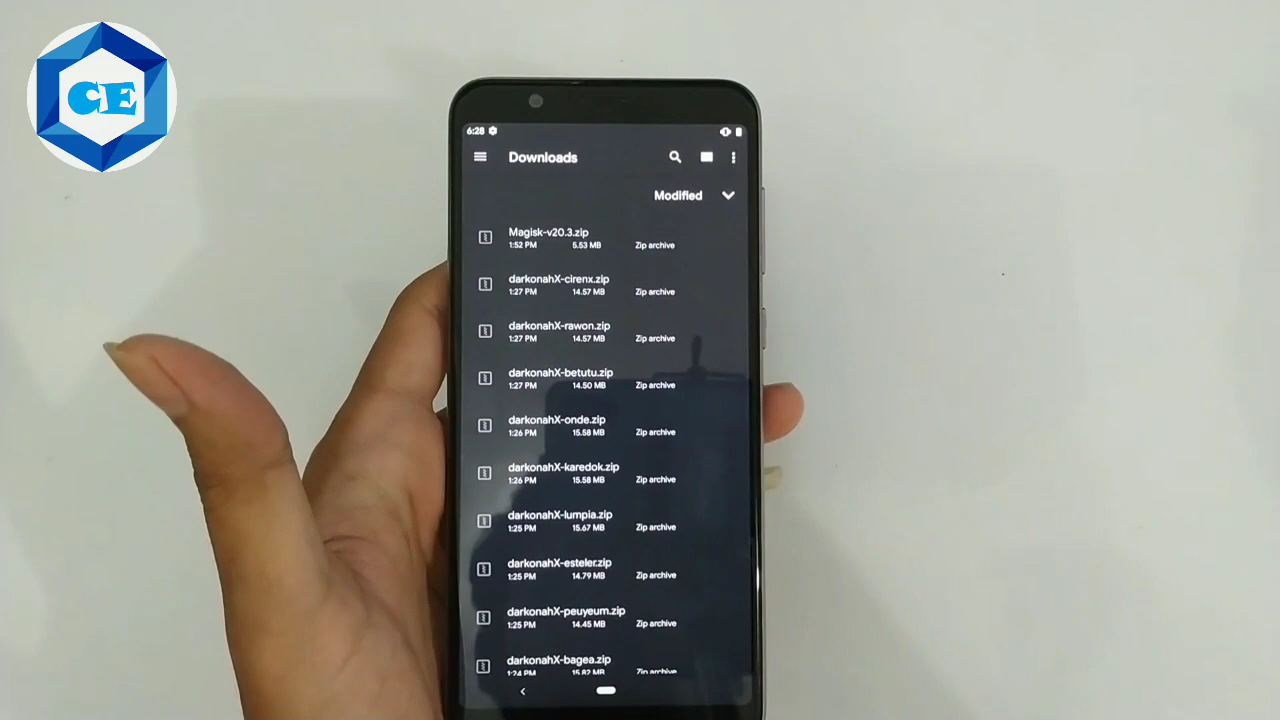 CE
6:28
Downloads
Modified
Magisk-v20.3.zip
1:52 PM 5.53 MB Zip archive
darkonahX-cirenx.zip
1:27 PM 14.57 MB Zip archive
darkonahX-rawon.zip
1:27 PM 14.57 MB Zip archive
darkonahX-betutu.zip
1:27 PM 14.50 MB Zip archive
darkonahX-onde.zip
1:26 PM 15.58 MB Zip archive
darkonahX-karedok.zip
1:26 PM 15.58 MB Zip archive
darkonahX-lumpia.zip
1:25 PM 15.67 MB Zip archive
darkonahX-esteler.zip
1:25 PM 14.79 MB Zip archive
darkonahX-peuyeum.zip
1:25 PM 14.45 MB Zip archive
darkonahX-bagea.zip
1:24 PM 15.82 MB Zip archive